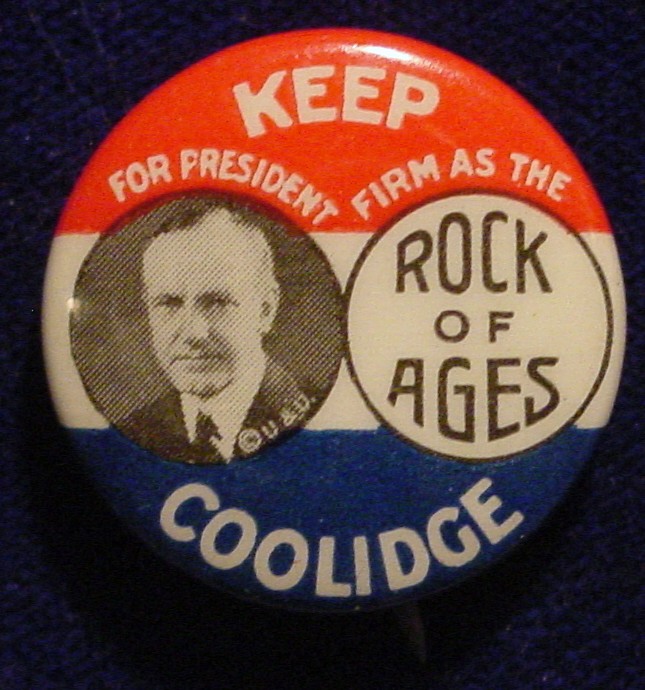 KEEP
FOR PRESIDENT
FIRM AS THE
ROCK
OF
AGES
©U & U.
COOLIDGE